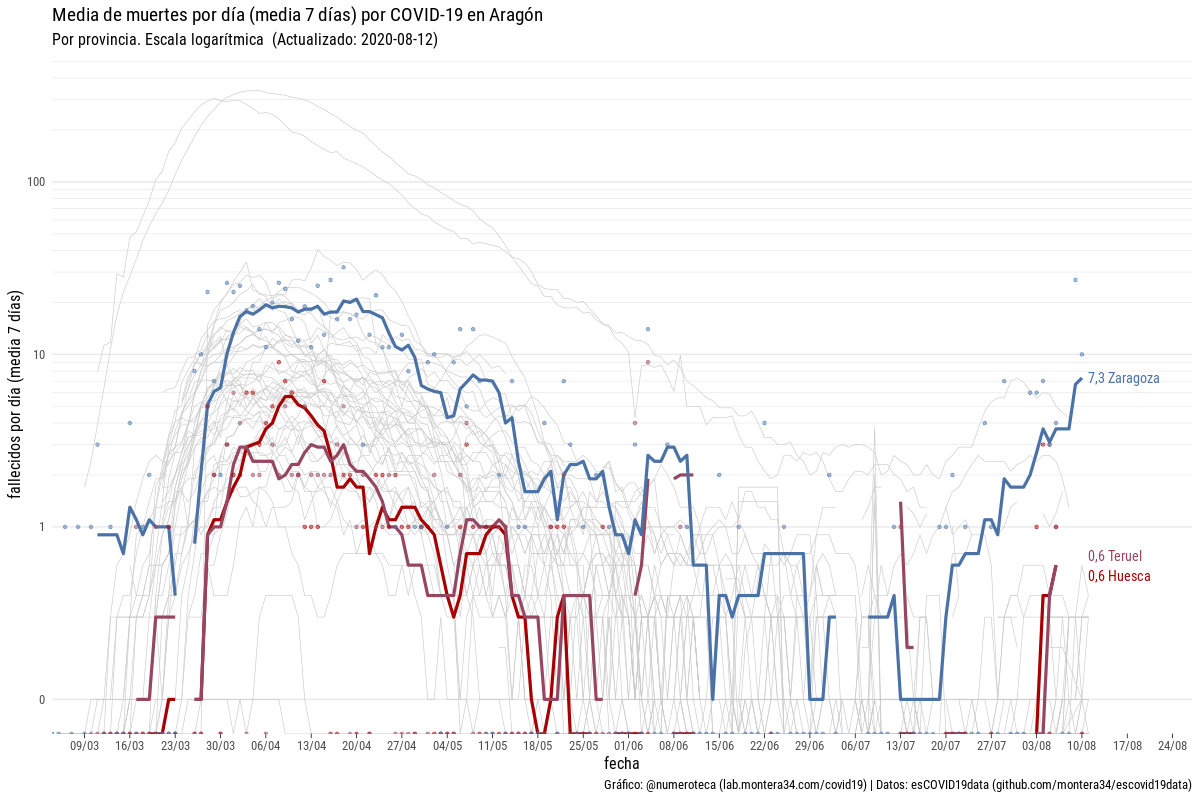 Media de muertes por día (media 7 días) por COVID-19 en Aragón
Por provincia. Escala logarítmica  (Actualizado: 2020-08-12)
fallecidos por día (media  7 días)
100
10
1
0
7,3 Zaragoza
0,6 Teruel
0,6 Huesca
09/03 16/03 23/03 30/03 06/04 13/04 20/04 27/04 04/05 11/05 18/05 25/05 01/06 08/06 15/06 22/06 29/06 06/07 13/07 20/07 27/07 03/08 10/08 17/08 24/08
fecha
Gráfico: @numeroteca (lab.montera34.com/covid19) | Datos: esCOVID19data (github.com/montera34/escovid19data)